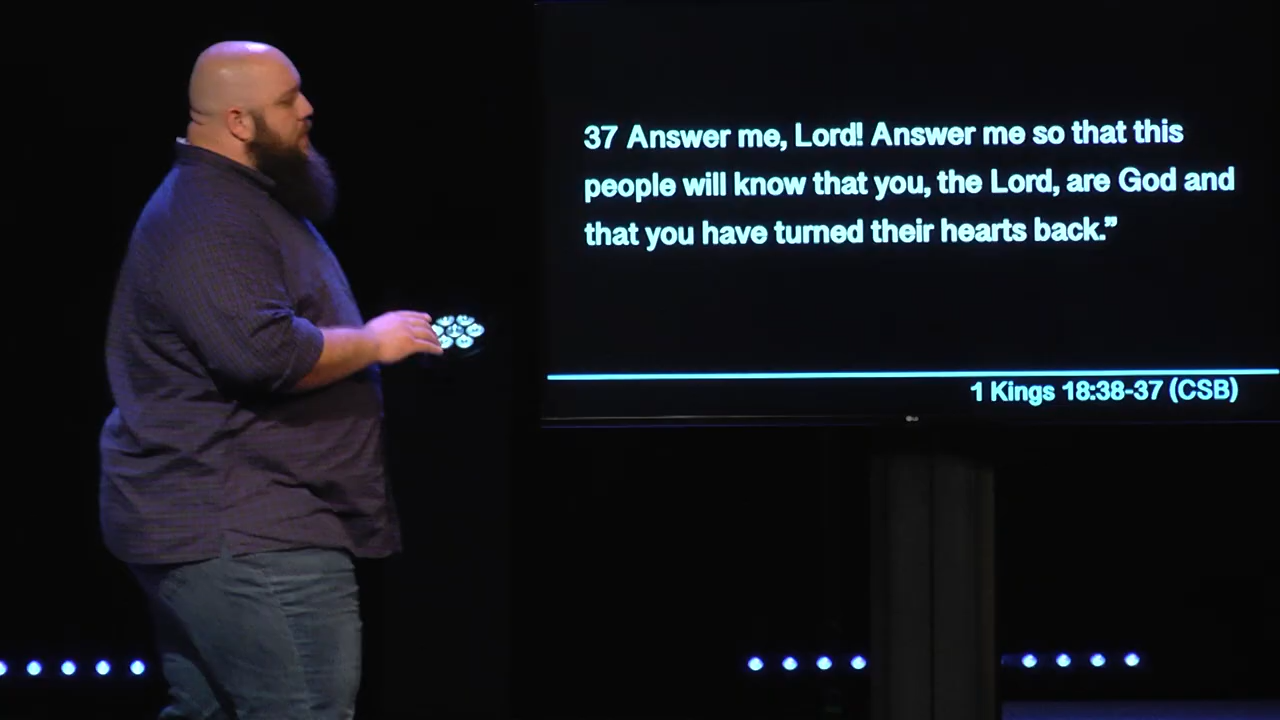 37 Answer me, Lord! Answer me so that this
people will know that you, the Lord, are God and
that you have turned their hearts back.”
1 Kings 18:38-37 (CSB)
LG